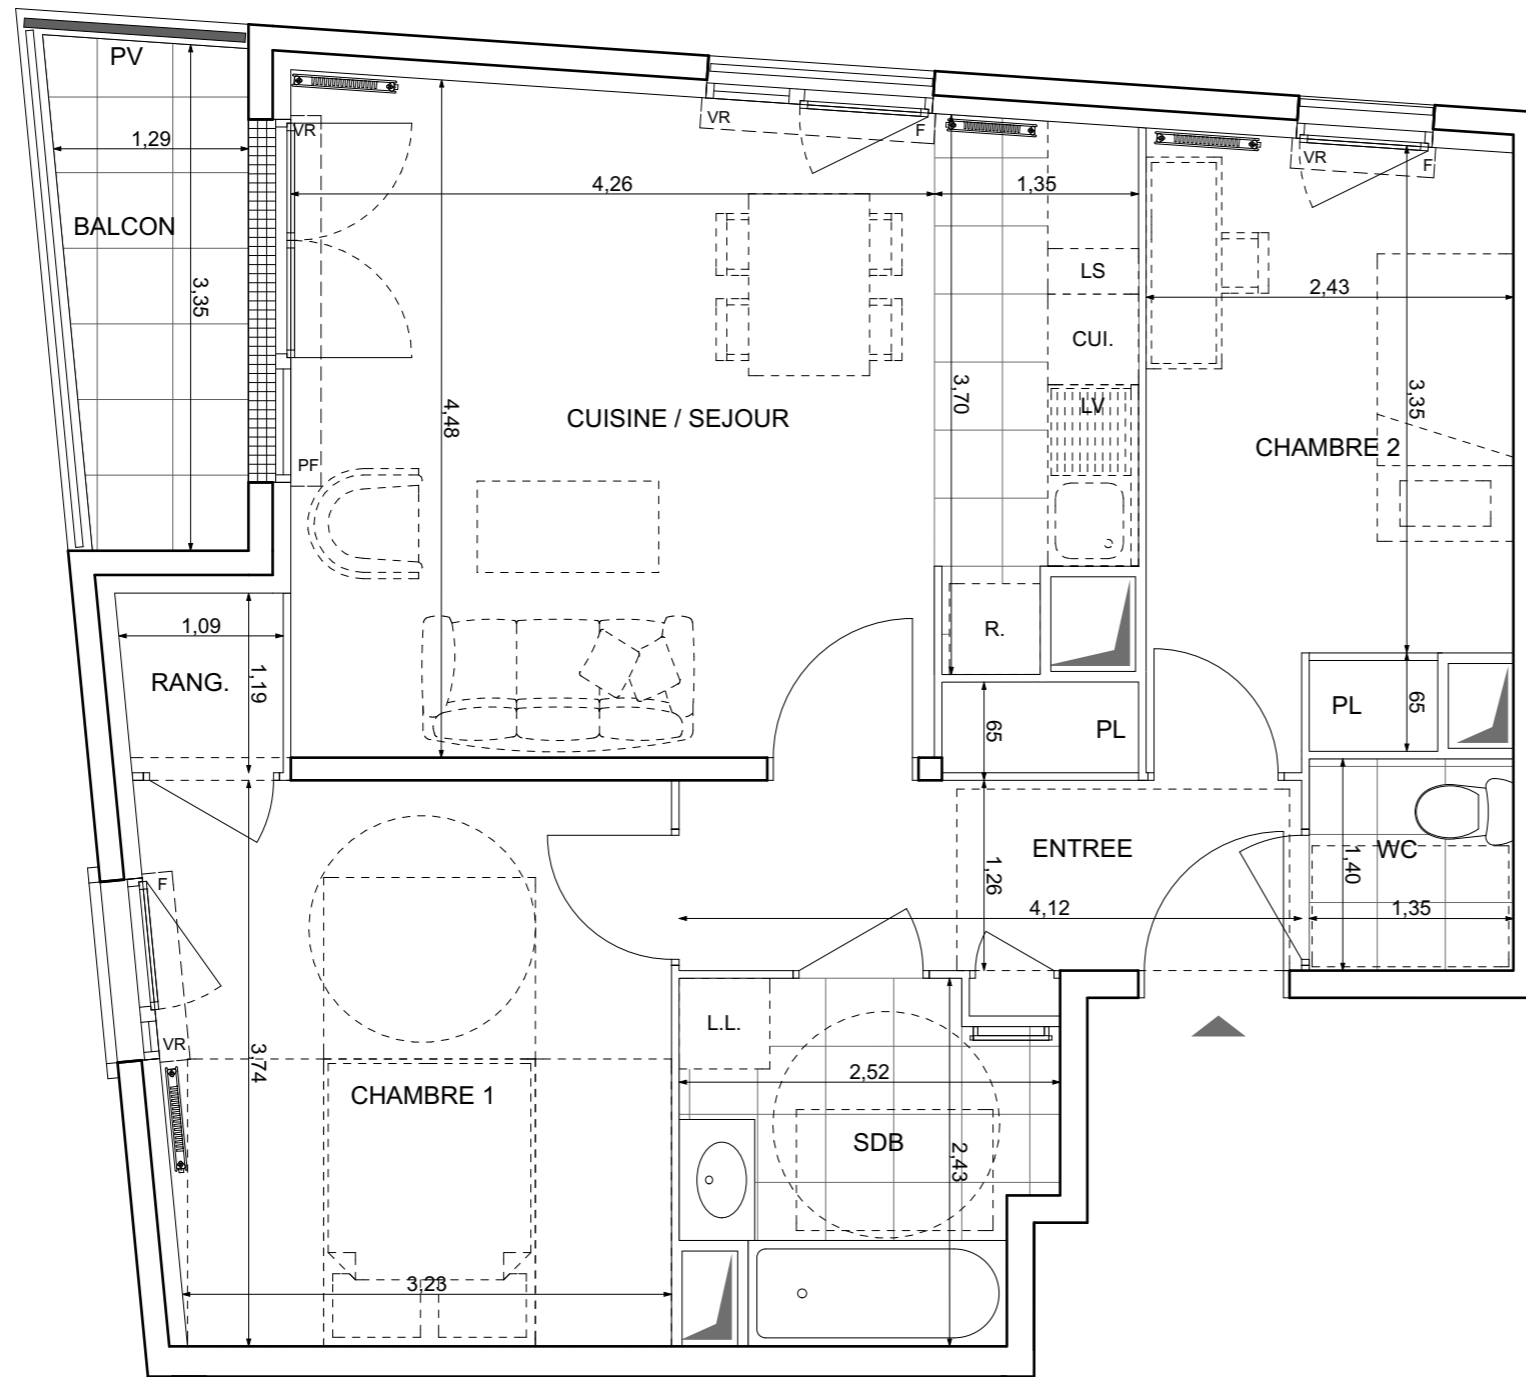 PV
1,29
BALCON
3,35
VR
PF
4,26
4,48
CUISINE / SEJOUR
VR
F
1,35
3,70
LS
CUI.
LV
R.
65
PL
VR
F
2,43
3,35
CHAMBRE 2
PL
65
1,09
RANG.
1,19
ENTREE
1,26
4,12
WC
1,40
1,35
F
VR
3,74
CHAMBRE 1
3,23
L.L.
2,52
SDB
2,43